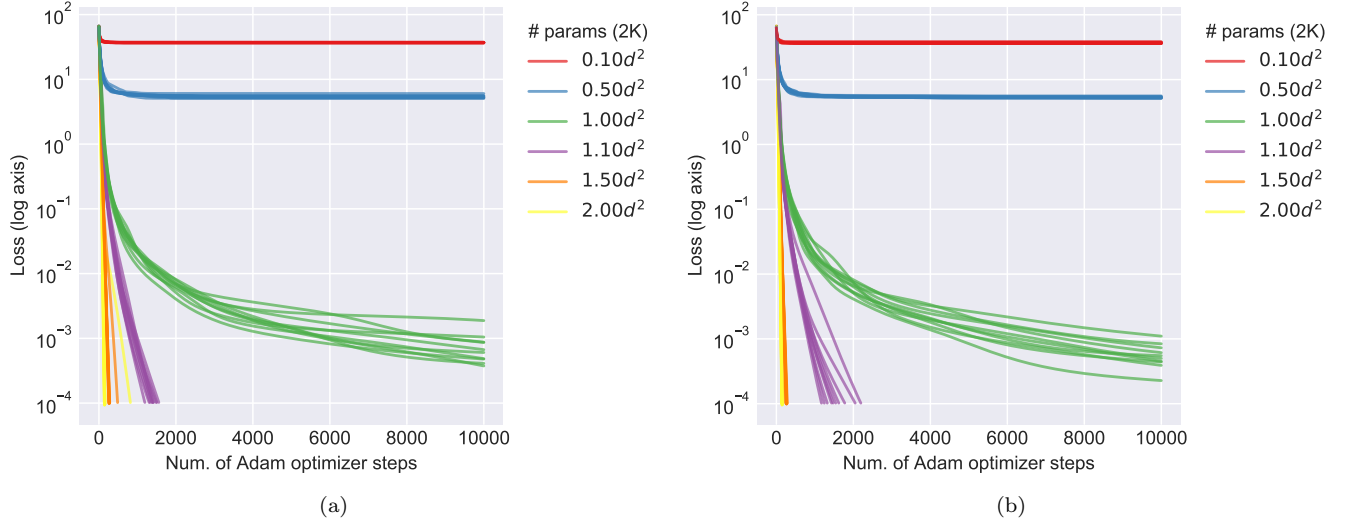 10²
10¹
10⁰
10⁻¹
10⁻²
10⁻³
10⁻⁴
Loss (log axis)
0 2000 4000 6000 8000 10000
Num. of Adam optimizer steps
# params (2K)
0.10d²
0.50d²
1.00d²
1.10d²
1.50d²
2.00d²
(a)
10²
10¹
10⁰
10⁻¹
10⁻²
10⁻³
10⁻⁴
Loss (log axis)
0 2000 4000 6000 8000 10000
Num. of Adam optimizer steps
# params (2K)
0.10d²
0.50d²
1.00d²
1.10d²
1.50d²
2.00d²
(b)